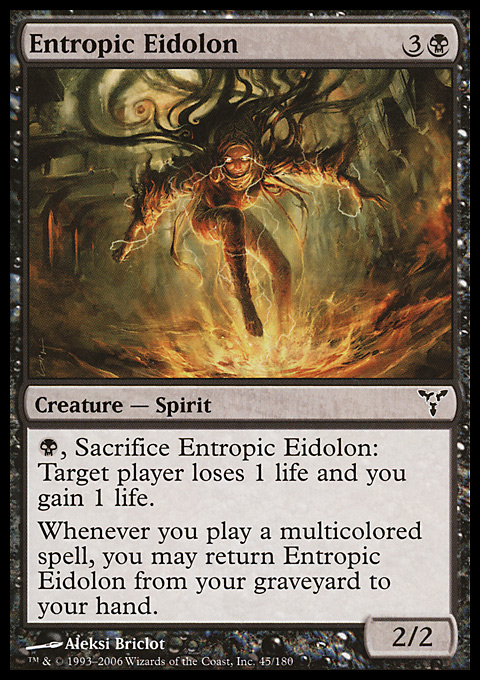 Entropic Eidolon 3
Creature — Spirit
, Sacrifice Entropic Eidolon:
Target player loses 1 life and you
gain 1 life.
Whenever you play a multicolored
spell, you may return Entropic
Eidolon from your graveyard to
your hand.
Aleksi Briclot
2/2
™ & © 1993–2006 Wizards of the Coast, Inc. 45/180